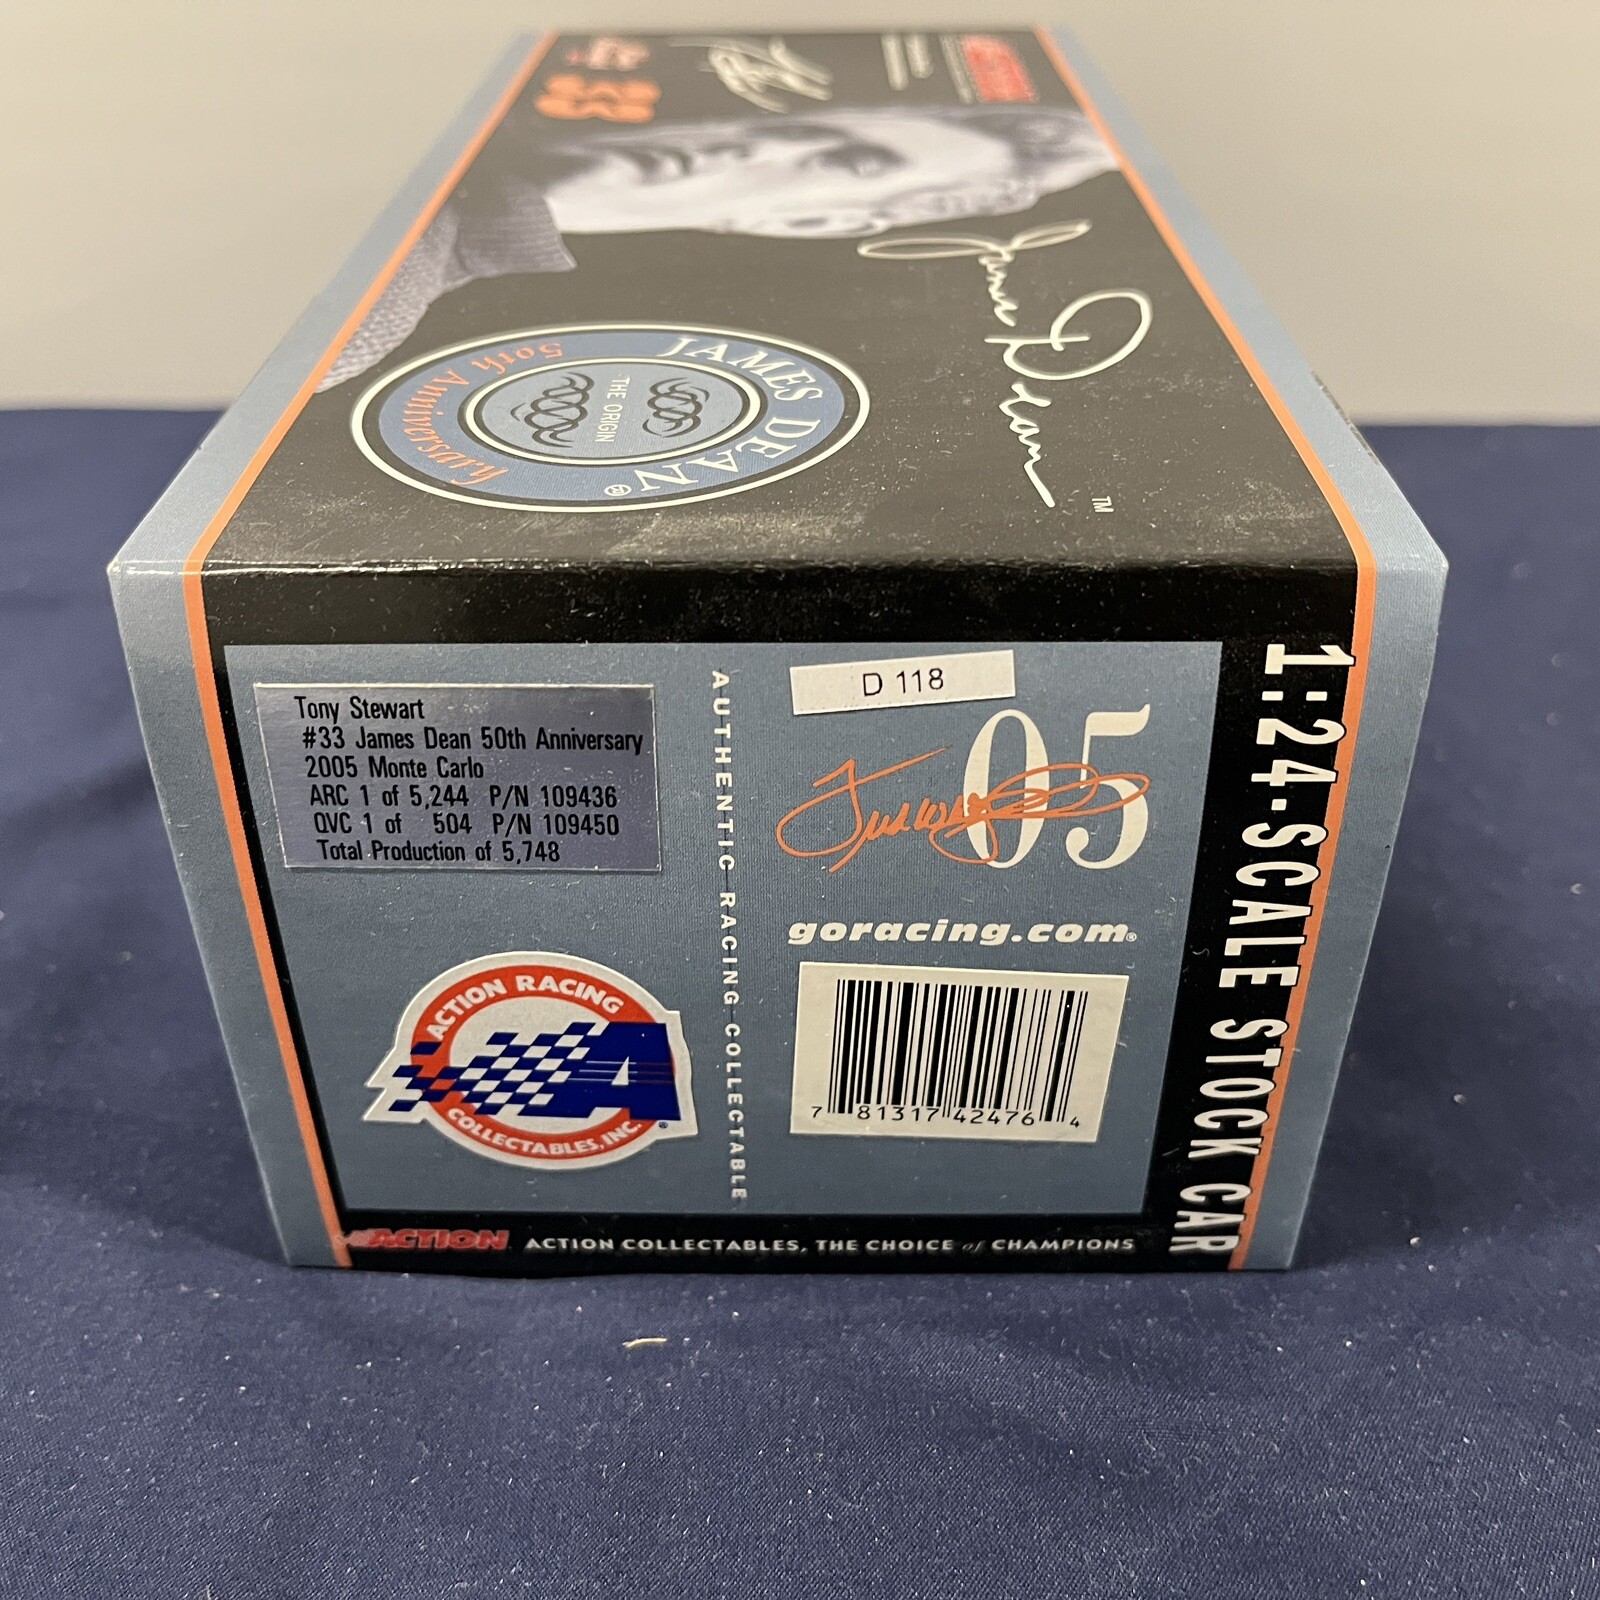 33
James Dean
TM
JAMES DEAN®
THE ORIGIN
50th Anniversary
Tony Stewart
#33 James Dean 50th Anniversary
2005 Monte Carlo
ARC 1 of 5,244 P/N 109436
QVC 1 of 504 P/N 109450
Total Production of 5,748
AUTHENTIC RACING COLLECTABLE
D 118
05
goracing.com®
7 81317 42476 4
ACTION RACING
A
COLLECTABLES, INC.
®
1:24-SCALE STOCK CAR
ACTION
ACTION COLLECTABLES, THE CHOICE of CHAMPIONS